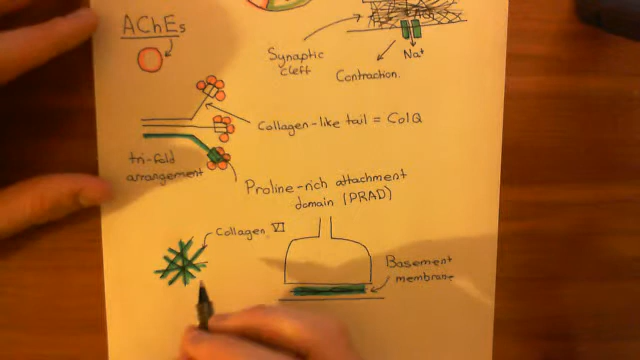 AChEs
Synaptic
cleft
Contraction.
Na+
Collagen-like tail = ColQ
tri-fold
arrangement
Proline-rich attachment
domain (PRAD)
Collagen VI
Basement
membrane